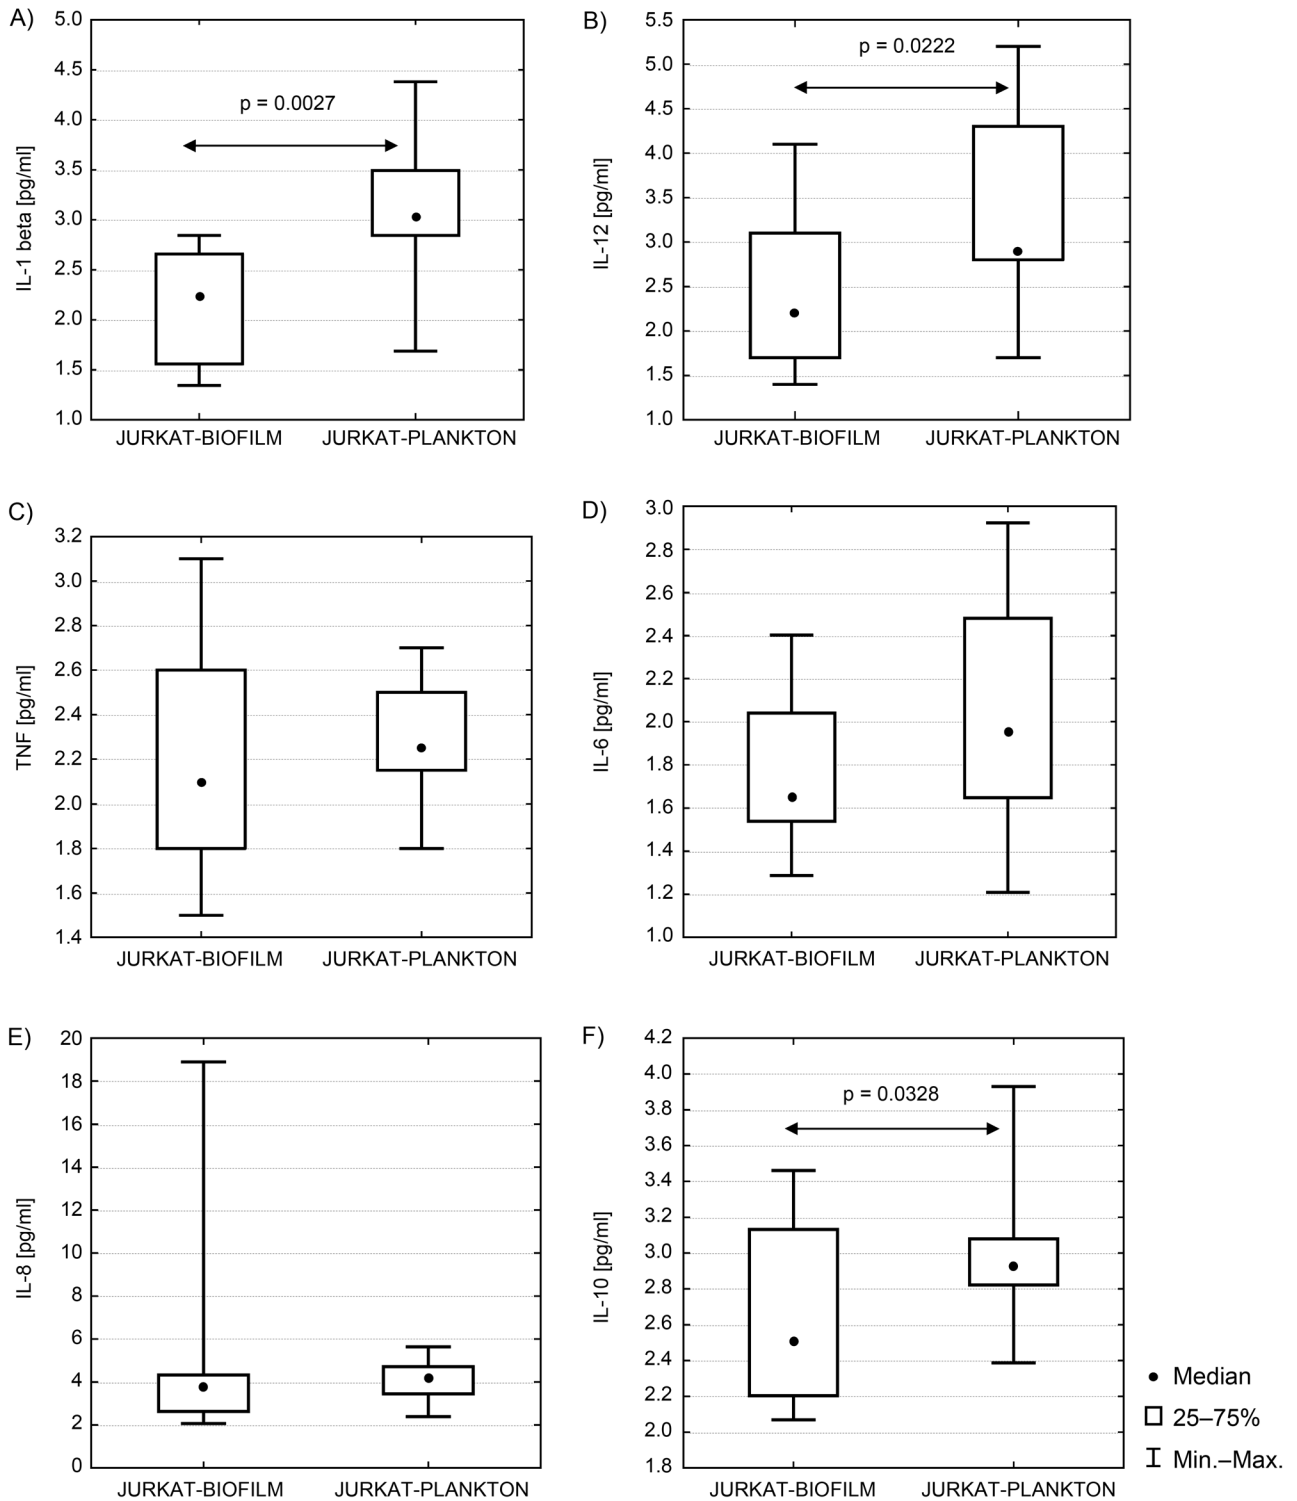 A)
5.0
4.5
4.0
3.5
3.0
2.5
2.0
1.5
1.0
IL-1 beta [pg/ml]
p = 0.0027
JURKAT-BIOFILM JURKAT-PLANKTON
B)
5.5
5.0
4.5
4.0
3.5
3.0
2.5
2.0
1.5
1.0
IL-12 [pg/ml]
p = 0.0222
JURKAT-BIOFILM JURKAT-PLANKTON
C)
3.2
3.0
2.8
2.6
2.4
2.2
2.0
1.8
1.6
1.4
TNF [pg/ml]
JURKAT-BIOFILM JURKAT-PLANKTON
D)
3.0
2.8
2.6
2.4
2.2
2.0
1.8
1.6
1.4
1.2
1.0
IL-6 [pg/ml]
JURKAT-BIOFILM JURKAT-PLANKTON
E)
20
18
16
14
12
10
8
6
4
2
0
IL-8 [pg/ml]
JURKAT-BIOFILM JURKAT-PLANKTON
F)
4.2
4.0
3.8
3.6
3.4
3.2
3.0
2.8
2.6
2.4
2.2
2.0
1.8
IL-10 [pg/ml]
p = 0.0328
JURKAT-BIOFILM JURKAT-PLANKTON
Median
25–75%
Min.–Max.